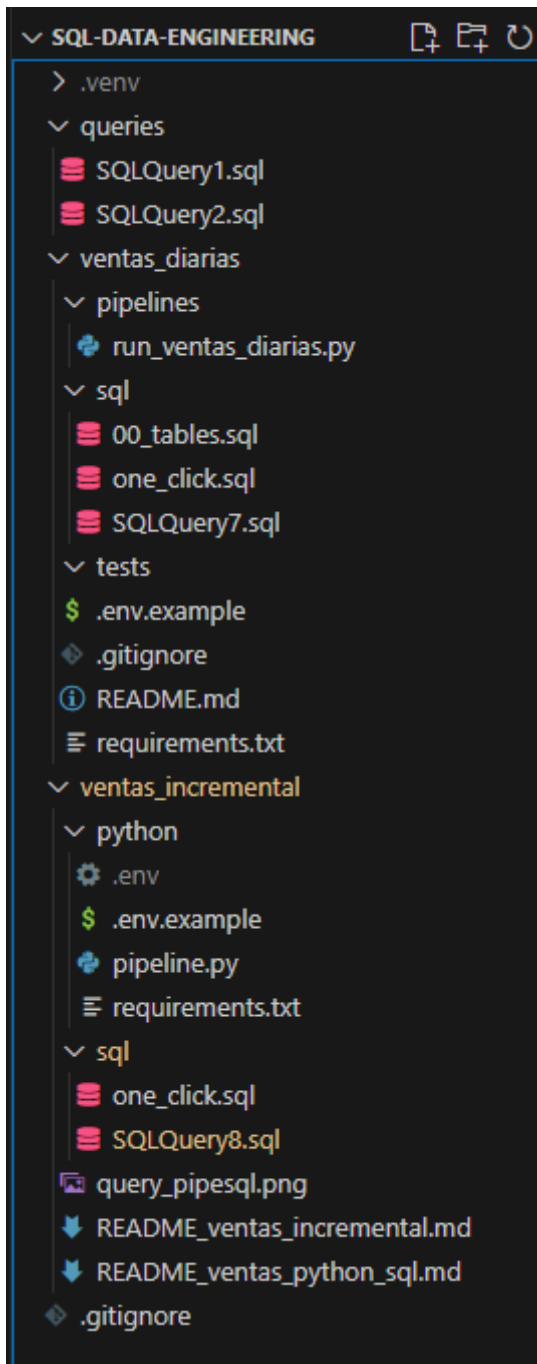 SQL-DATA-ENGINEERING
.venv
queries
SQLQuery1.sql
SQLQuery2.sql
ventas_diarias
pipelines
run_ventas_diarias.py
sql
00_tables.sql
one_click.sql
SQLQuery7.sql
tests
$ .env.example
.gitignore
README.md
requirements.txt
ventas_incremental
python
.env
$ .env.example
pipeline.py
requirements.txt
sql
one_click.sql
SQLQuery8.sql
query_pipesql.png
README_ventas_incremental.md
README_ventas_python_sql.md
.gitignore